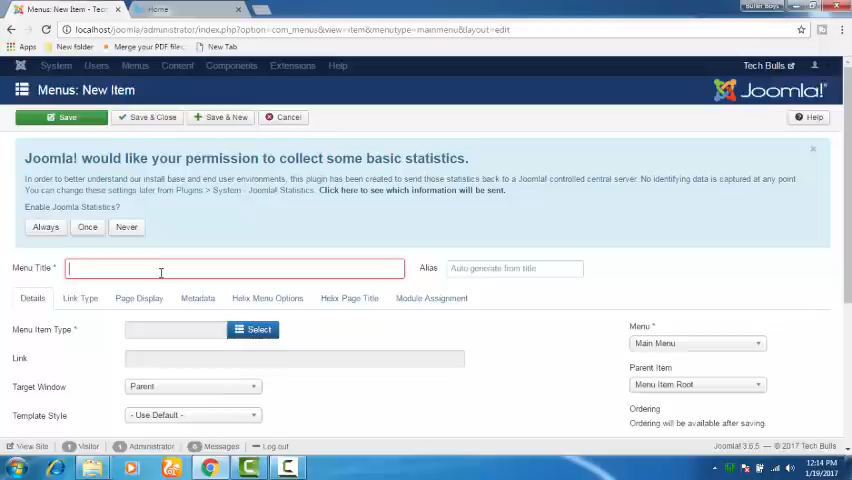 Menus: New Item - Tech
Home
Buller Boys
localhost/joomla/administrator/index.php?option=com_menus&view=item&menutype=mainmenu&layout=edit
Apps New folder Merge your PDF file New Tab
System Users Menus Content Components Extensions Help Tech Bulls
Menus: New Item Joomla!
Save Save & Close Save & New Cancel Help
Joomla! would like your permission to collect some basic statistics.
In order to better understand our install base and end user environments, this plugin has been created to send those statistics back to a Joomla! controlled central server. No identifying data is captured at any point
You can change these settings later from Plugins > System - Joomla! Statistics. Click here to see which information will be sent.
Enable Joomla Statistics?
Always Once Never
Menu Title * Alias Auto-generate from title
Details Link Type Page Display Metadata Helix Menu Options Helix Page Title Module Assignment
Menu Item Type * Select
Menu *
Main Menu
Link
Parent Item
Target Window Parent
Menu Item Root
Template Style - Use Default -
Ordering
Ordering will be available after saving.
View Site 1 Visitor 1 Administrator 0 Messages Log out Joomla! 3.6.5 — © 2017 Tech Bulls
12:14 PM
1/19/2017